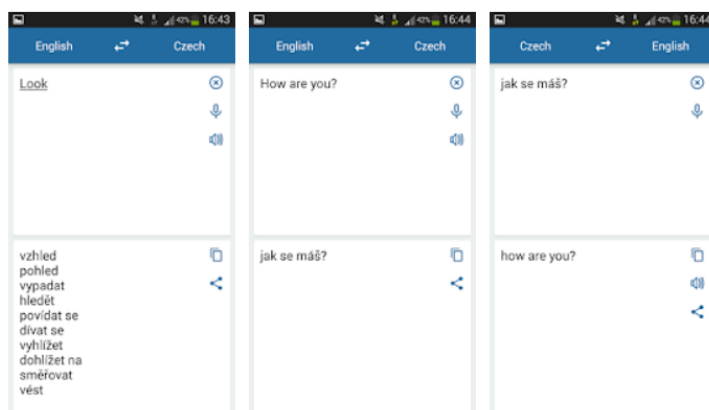 16:43
English Czech
Look
vzhled
pohled
vypadat
hledět
povídat se
dívat se
vyhlížet
dohlížet na
směřovat
vést
16:44
English Czech
How are you?
jak se máš?
16:44
Czech English
jak se máš?
how are you?